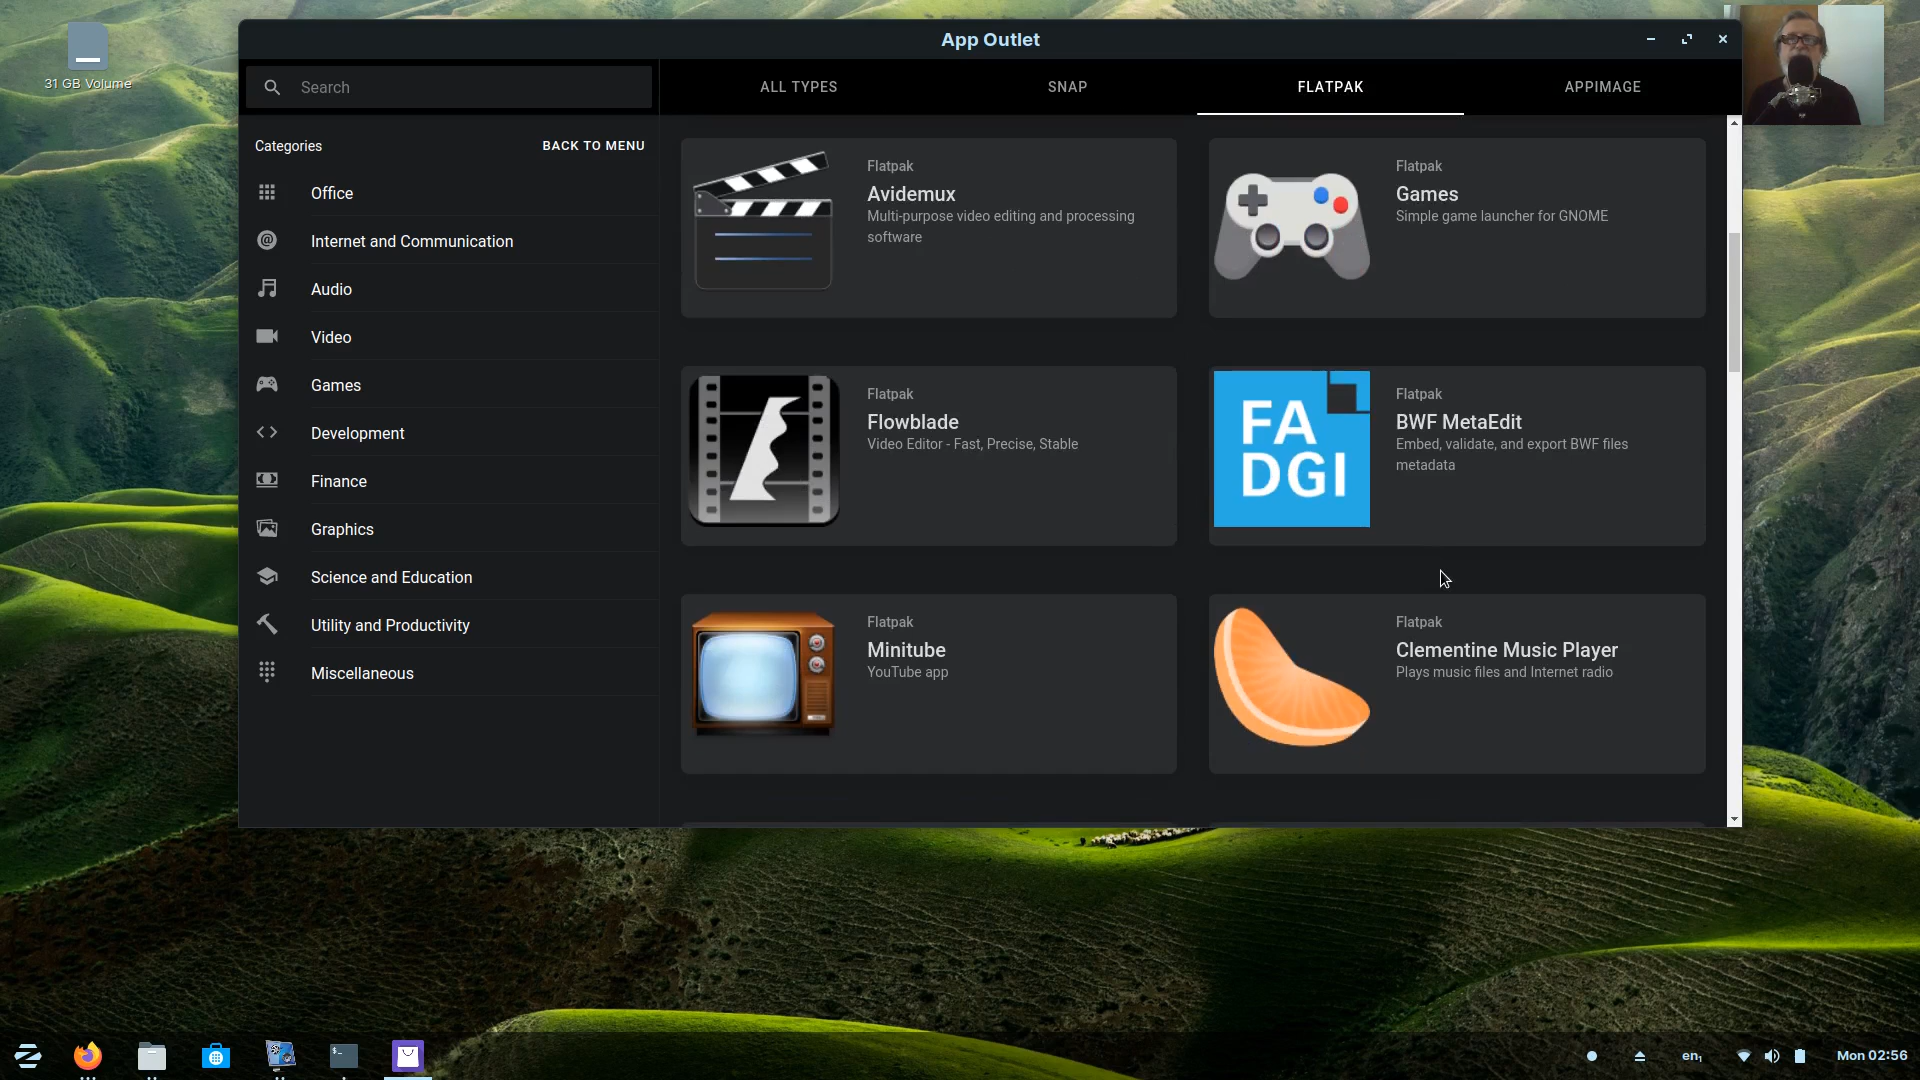 31 GB Volume
App Outlet
Search
ALL TYPES
SNAP
FLATPAK
APPIMAGE
Categories
BACK TO MENU
Office
Internet and Communication
Audio
Video
Games
Development
Finance
Graphics
Science and Education
Utility and Productivity
Miscellaneous
Flatpak
Avidemux
Multi-purpose video editing and processing
software
Flatpak
Games
Simple game launcher for GNOME
Flatpak
Flowblade
Video Editor - Fast, Precise, Stable
FA
DGI
Flatpak
BWF MetaEdit
Embed, validate, and export BWF files
metadata
Flatpak
Minitube
YouTube app
Flatpak
Clementine Music Player
Plays music files and Internet radio
en₁
Mon 02:56